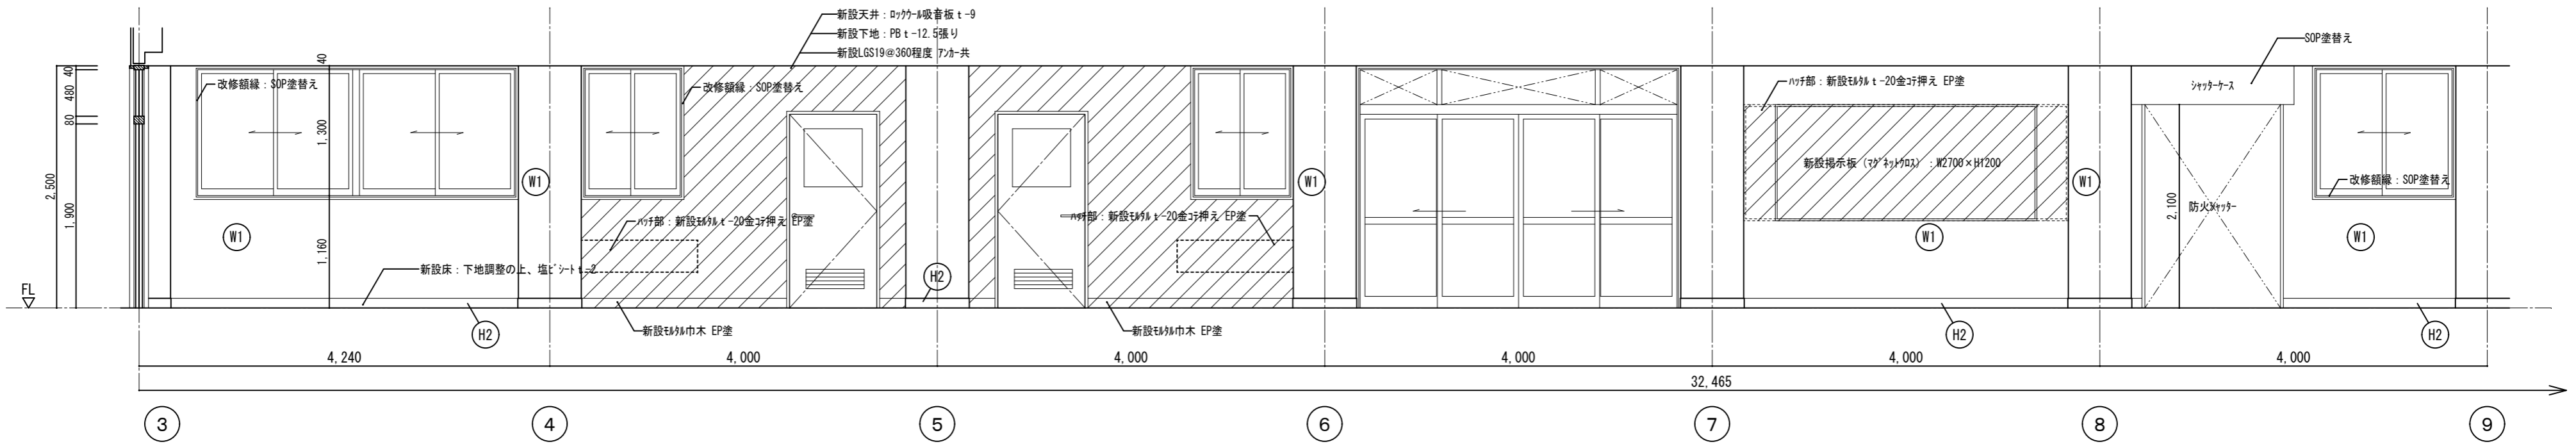 新設天井：ロックウール吸音板 t-9
新設下地：PB t-12.5張り
新設LGS19@360程度 アンカー共
SOP塗替え
改修額縁：SOP塗替え
改修額縁：SOP塗替え
ハッチ部：新設モルタル t-20金コテ押え EP塗
シャッターケース
40
480
80
2,500
1,900
40
1,300
1,160
W1
W1
W1
W1
W1
W1
新設掲示板（マグネットクロス）：W2700×H1200
改修額縁：SOP塗替え
2,100
防火シャッター
ハッチ部：新設モルタル t-20金コテ押え EP塗
ハッチ部：新設モルタル t-20金コテ押え EP塗
新設床：下地調整の上、塩ビシート t-2
FL
H2
H2
H2
H2
新設モルタル巾木 EP塗
新設モルタル巾木 EP塗
4,240
4,000
4,000
4,000
4,000
4,000
32,465
3
4
5
6
7
8
9